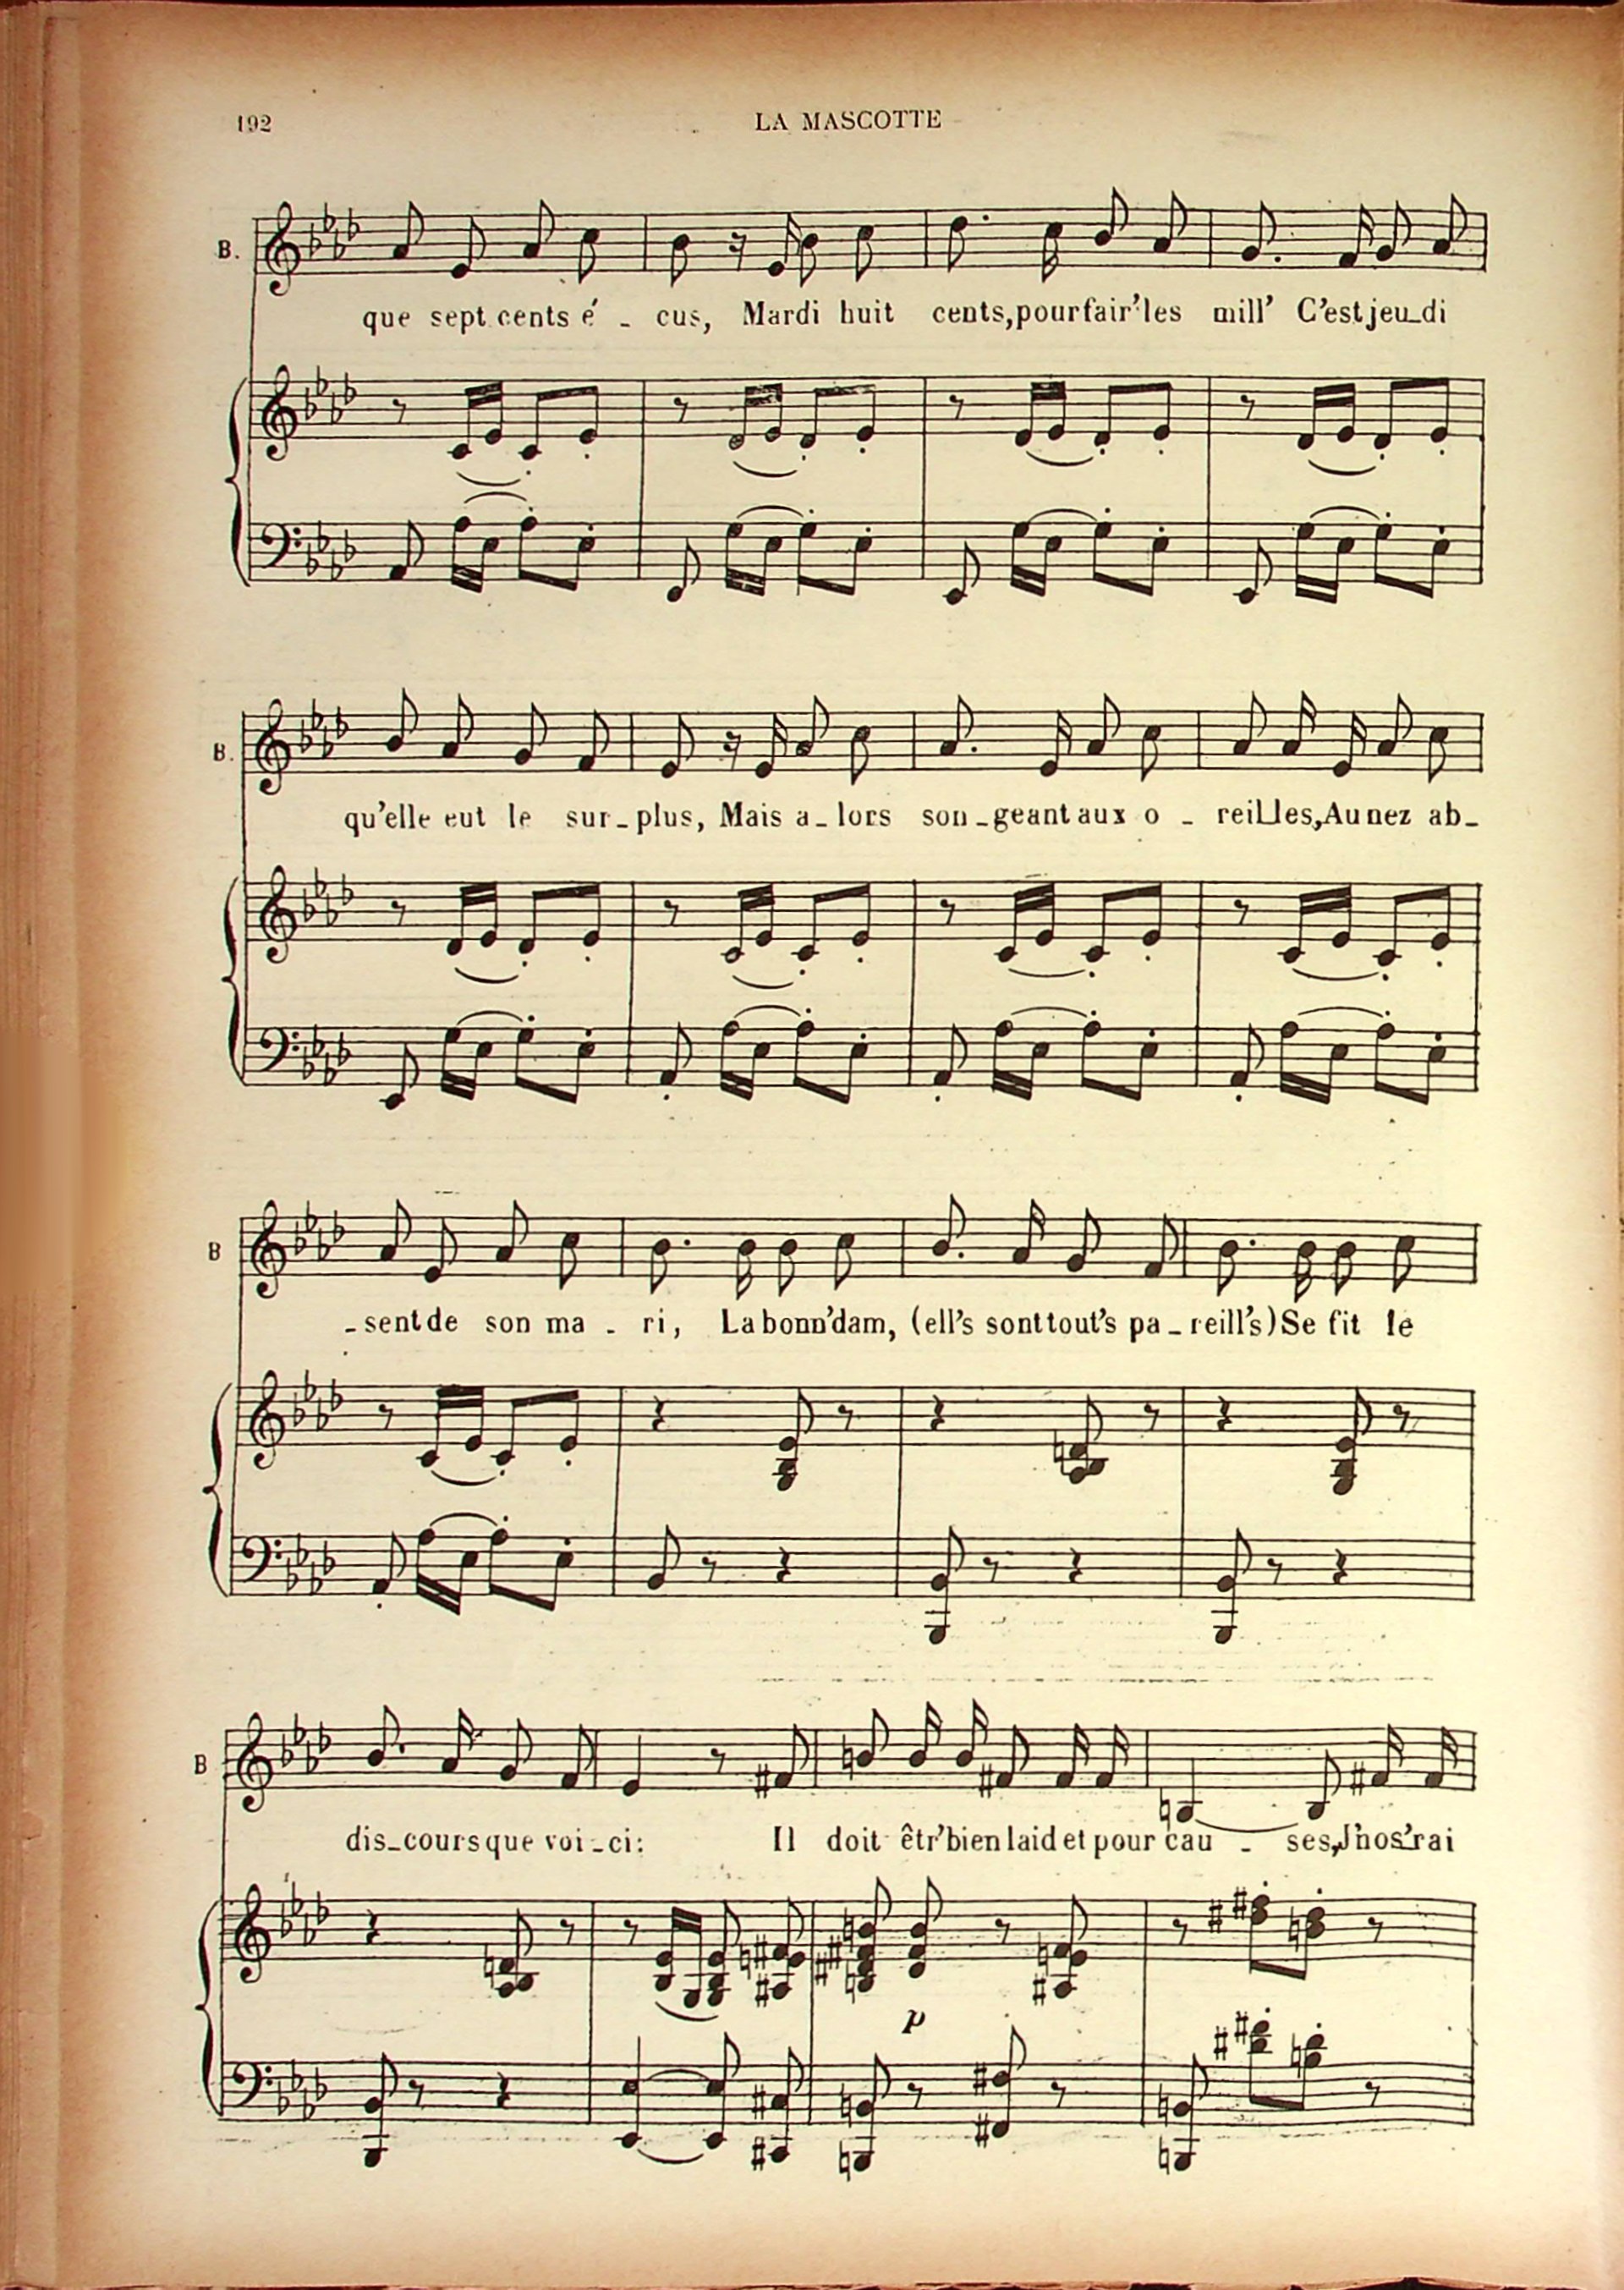 192
LA MASCOTTE
B.
que sept cents é - cus, Mardi huit cents, pour fair' les mill' C'est jeu_di
B.
qu'elle eut le sur_plus, Mais a_lors son_geant aux o - reil_les, Au nez ab_
B
_sent de son ma - ri, La bonn' dam, (ell's sont tout's pa_reill's) Se fit le
B
dis_cours que voi_ci: Il doit êtr' bien laid et pour cau - ses, J'n'os'rai
p